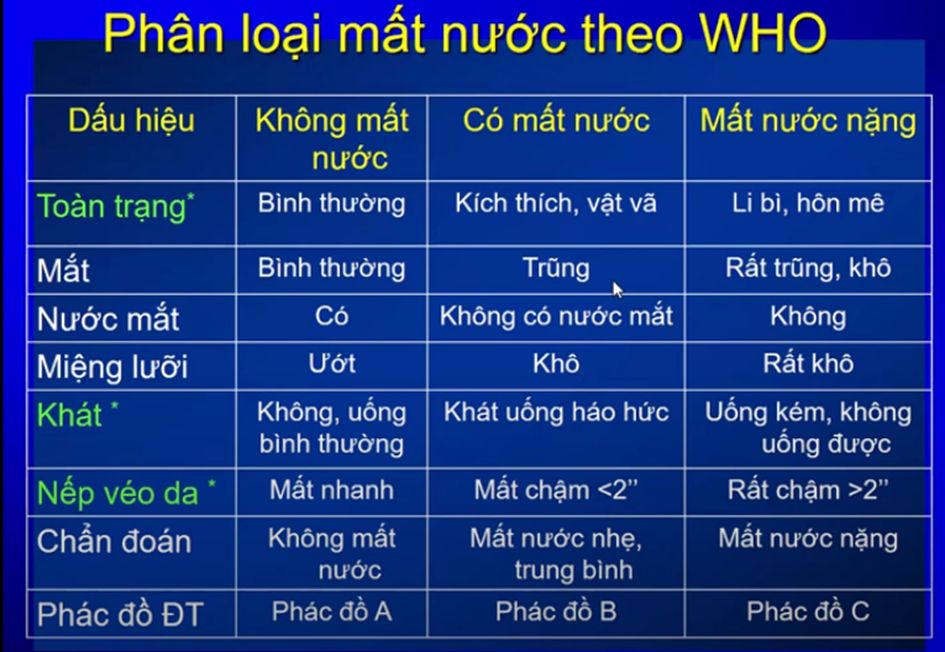 Phân loại mất nước theo WHO
Dấu hiệu Không mất Có mất nước Mất nước nặng
nước
Toàn trạng* Bình thường Kích thích, vật vã Li bì, hôn mê
Mắt Bình thường Trũng Rất trũng, khô
Nước mắt Có Không có nước mắt Không
Miệng lưỡi Ướt Khô Rất khô
Khát * Không, uống Khát uống háo hức Uống kém, không
bình thường uống được
Nếp véo da * Mất nhanh Mất chậm <2’’ Rất chậm >2’’
Chẩn đoán Không mất Mất nước nhẹ, Mất nước nặng
nước trung bình
Phác đồ ĐT Phác đồ A Phác đồ B Phác đồ C